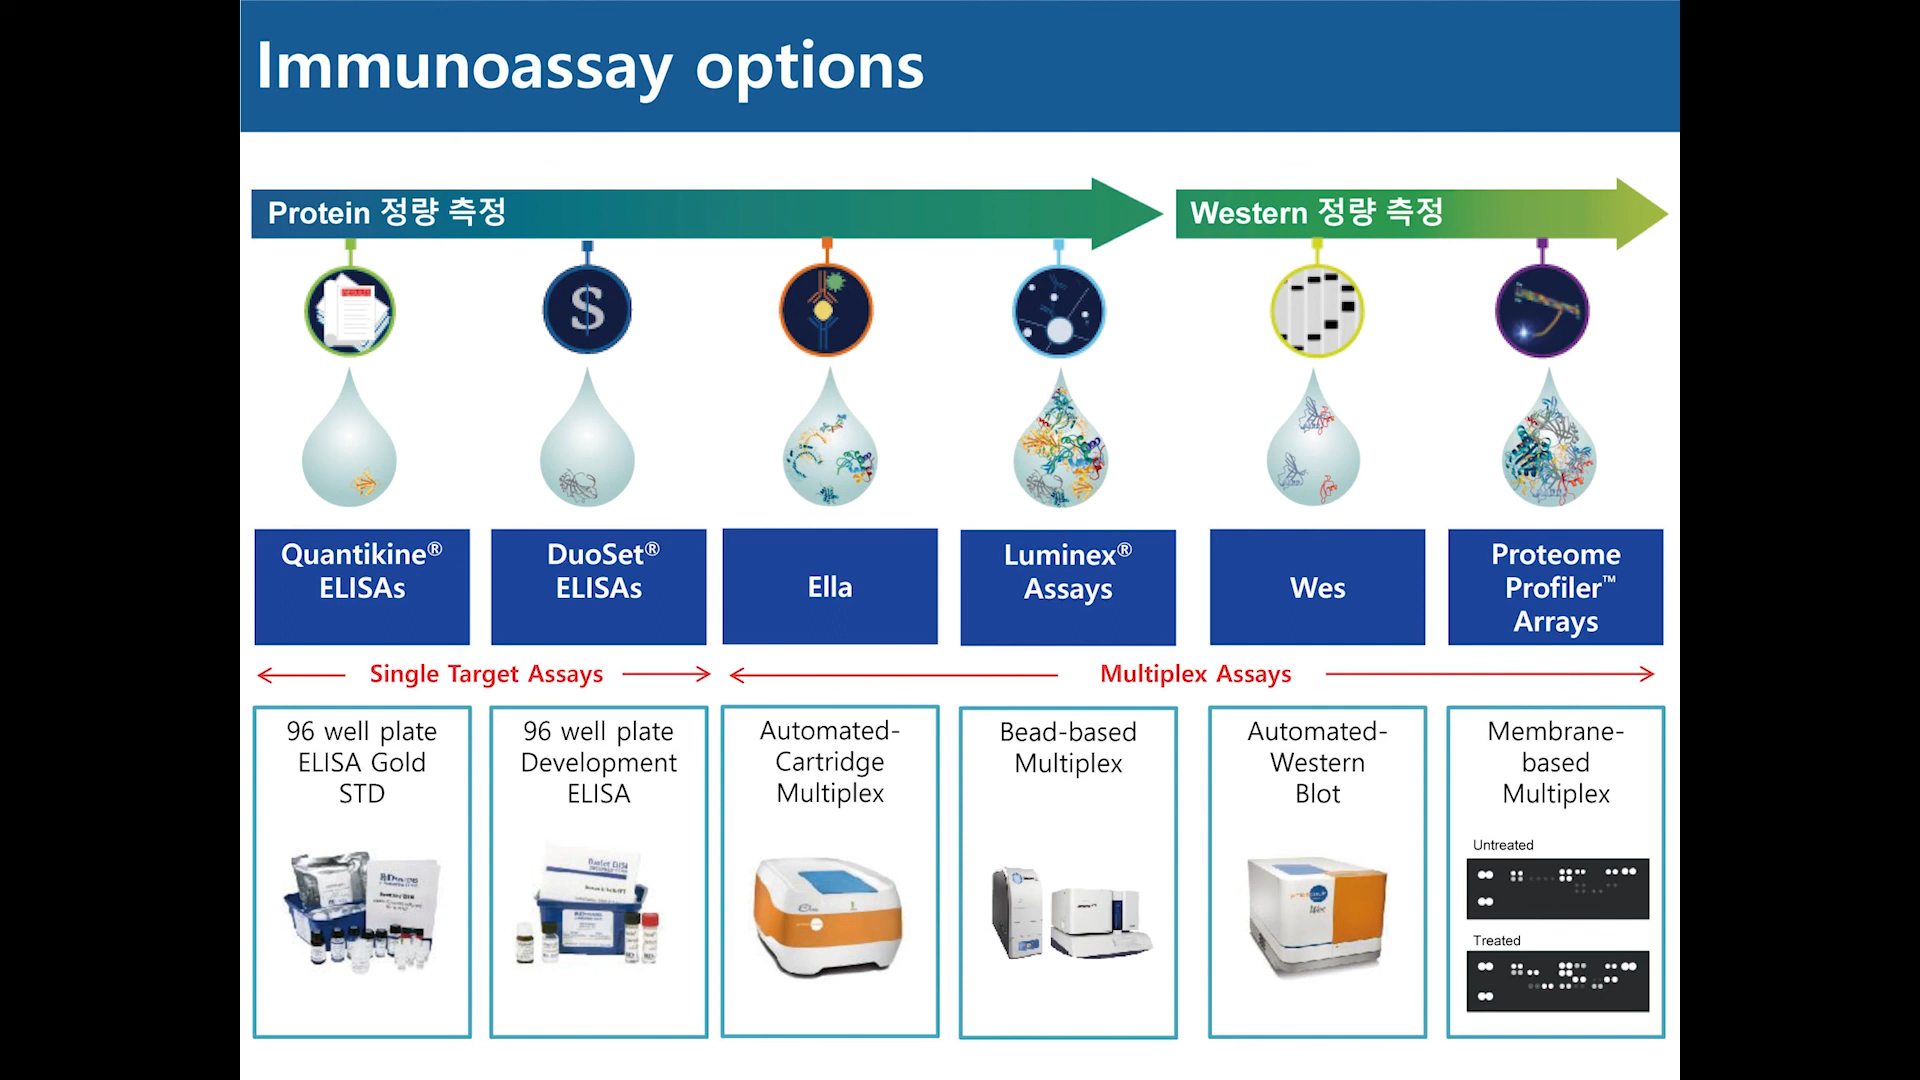 Immunoassay options
Protein 정량 측정
Western 정량 측정
$
Quantikine®
ELISAs
DuoSet®
ELISAs
Ella
Luminex®
Assays
Wes
Proteome
Profiler™
Arrays
Single Target Assays
Multiplex Assays
96 well plate
ELISA Gold
STD
96 well plate
Development
ELISA
Automated-
Cartridge
Multiplex
Bead-based
Multiplex
Automated-
Western
Blot
Membrane-
based
Multiplex
Untreated
Treated